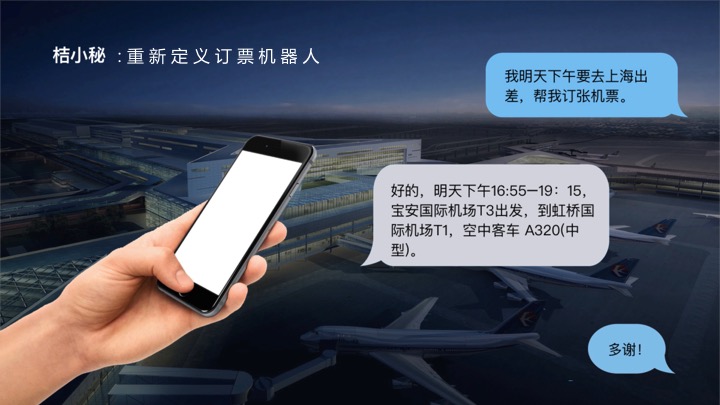 桔小秘 :重新定义订票机器人
我明天下午要去上海出
差，帮我订张机票。
好的，明天下午16:55—19：15，
宝安国际机场T3出发，到虹桥国
际机场T1，空中客车 A320(中
型)。
多谢！